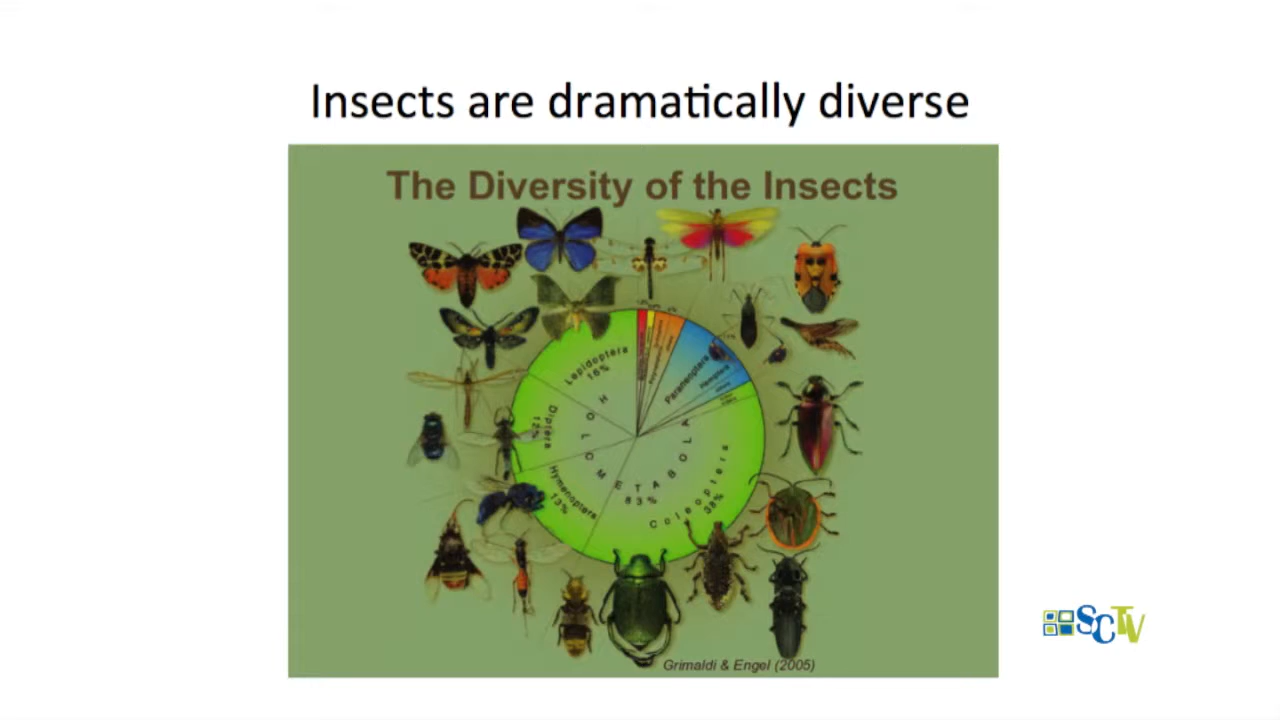 Insects are dramatically diverse
The Diversity of the Insects
Lepidoptera
16%
Diptera
12%
Hymenoptera
13%
Coleoptera
38%
HOLOMETABOLA
83%
Paraneoptera
Hemiptera
Grimaldi & Engel (2005)
SCTV